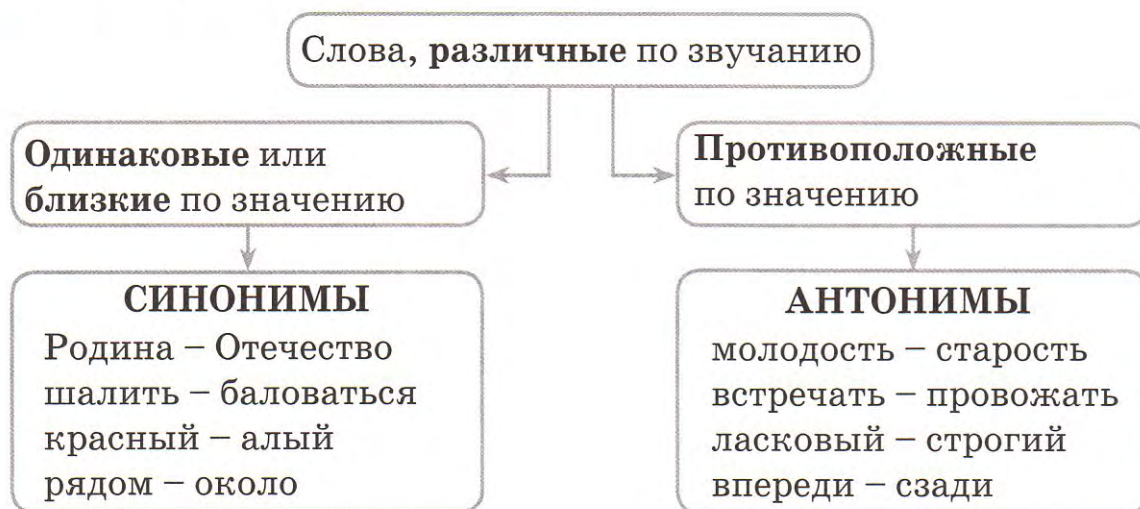 Слова, различные по звучанию
Одинаковые или
близкие по значению
Противоположные
по значению
СИНОНИМЫ
Родина – Отечество
шалить – баловаться
красный – алый
рядом – около
АНТОНИМЫ
молодость – старость
встречать – провожать
ласковый – строгий
впереди – сзади